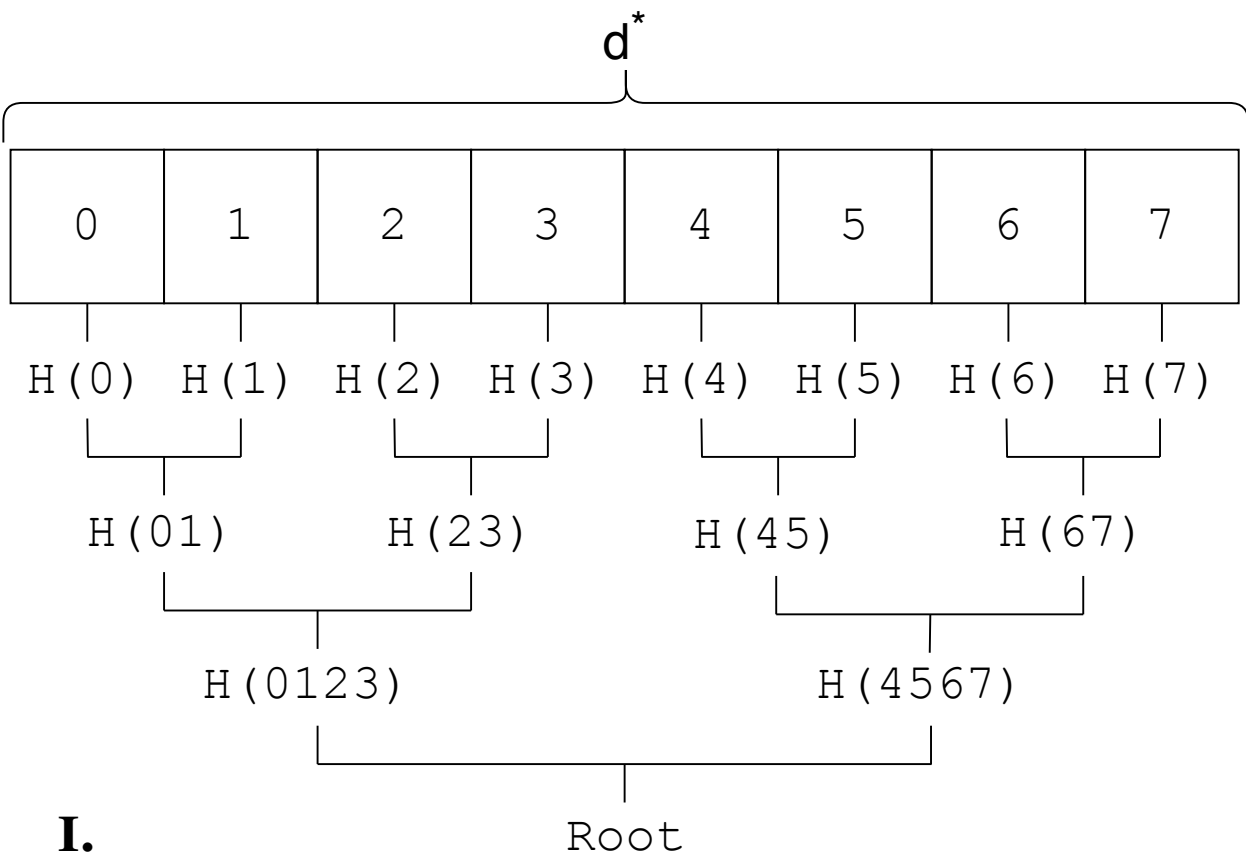 d*
0 1 2 3 4 5 6 7
H(0) H(1) H(2) H(3) H(4) H(5) H(6) H(7)
H(01) H(23) H(45) H(67)
H(0123) H(4567)
I. Root